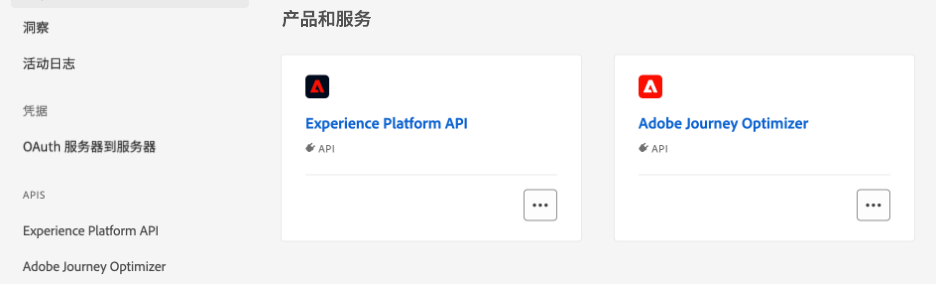 洞察
活动日志
凭据
OAuth 服务器到服务器
APIS
Experience Platform API
Adobe Journey Optimizer
产品和服务
Experience Platform API
API
Adobe Journey Optimizer
API